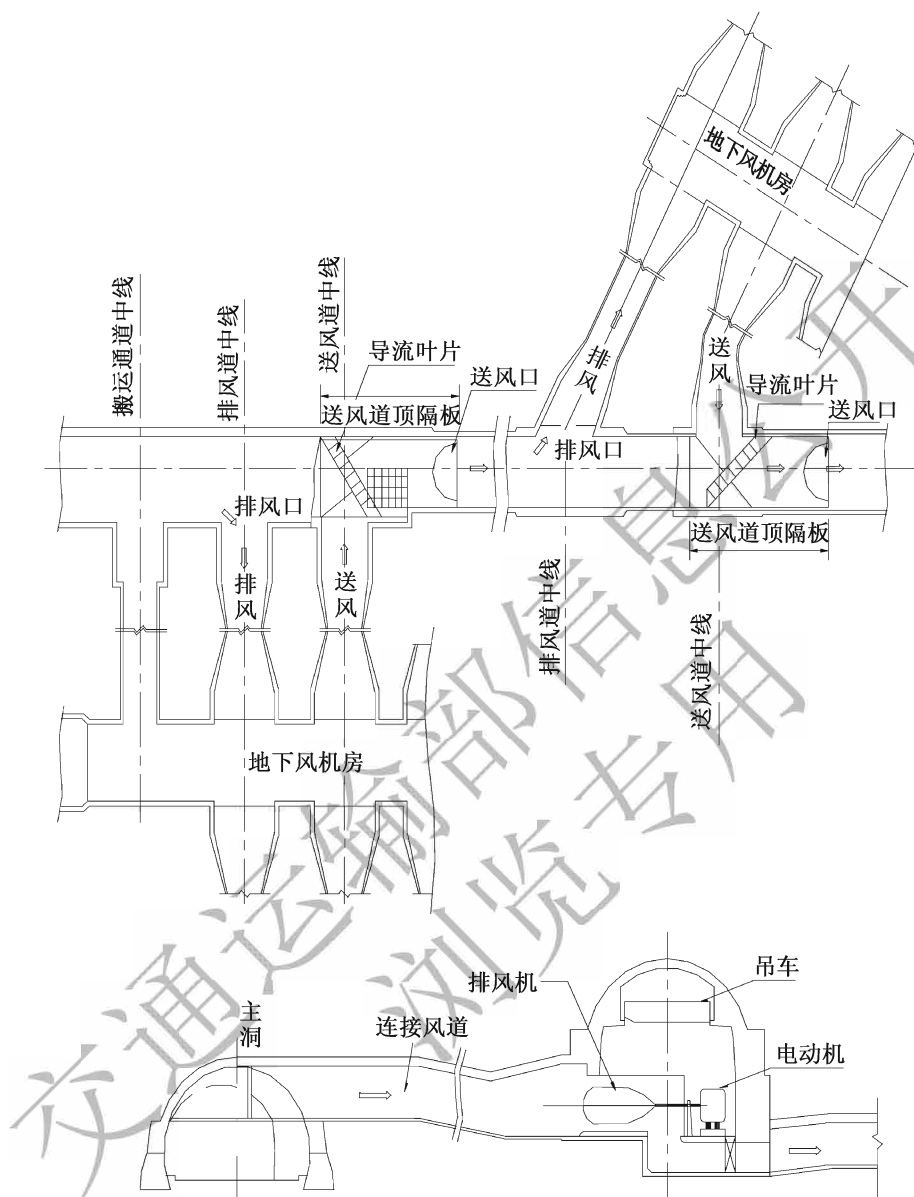 地下风机房
搬运通道中线
排风道中线
送风道中线
导流叶片
送风口
送风道顶隔板
排风
送风
导流叶片
送风口
排风口
排风口
送风道顶隔板
排风
送风
排风道中线
送风道中线
地下风机房
吊车
排风机
主洞
连接风道
电动机
交通运输部信息公开
浏览专用